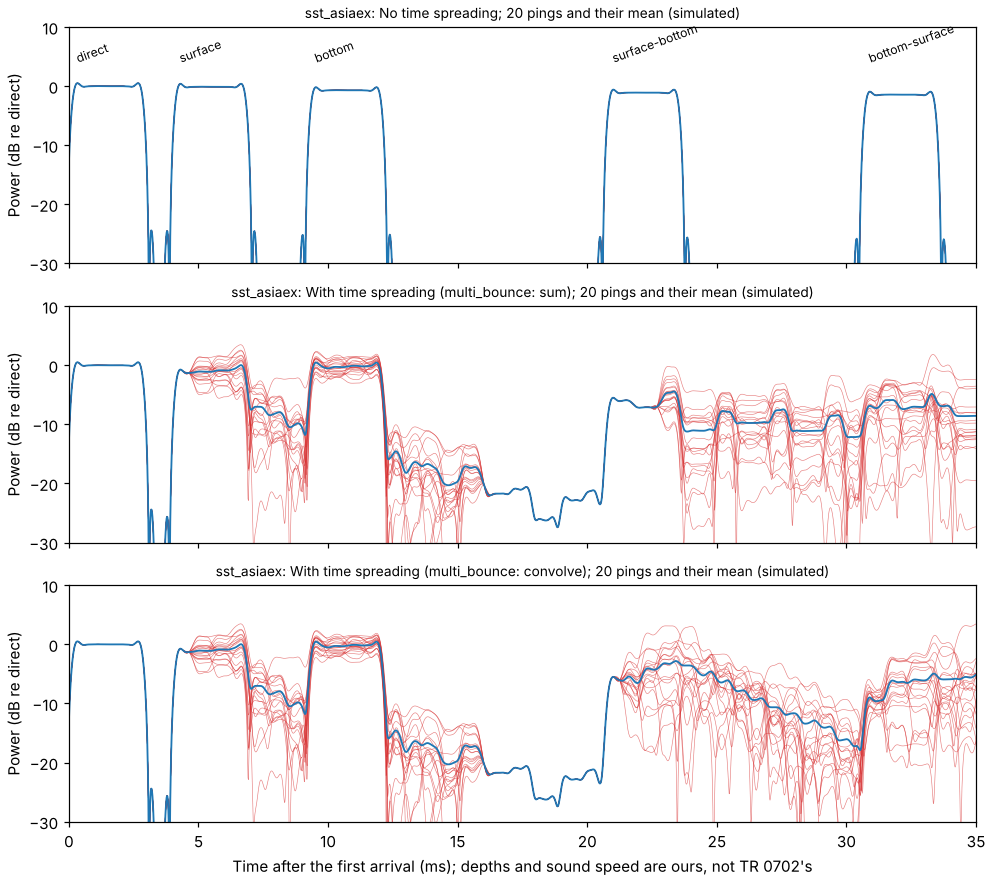 sst_asiaex: No time spreading; 20 pings and their mean (simulated)
10
0
−10
−20
−30
Power (dB re direct)
direct
surface
bottom
surface-bottom
bottom-surface
sst_asiaex: With time spreading (multi_bounce: sum); 20 pings and their mean (simulated)
10
0
−10
−20
−30
Power (dB re direct)
sst_asiaex: With time spreading (multi_bounce: convolve); 20 pings and their mean (simulated)
10
0
−10
−20
−30
Power (dB re direct)
0 5 10 15 20 25 30 35
Time after the first arrival (ms); depths and sound speed are ours, not TR 0702's